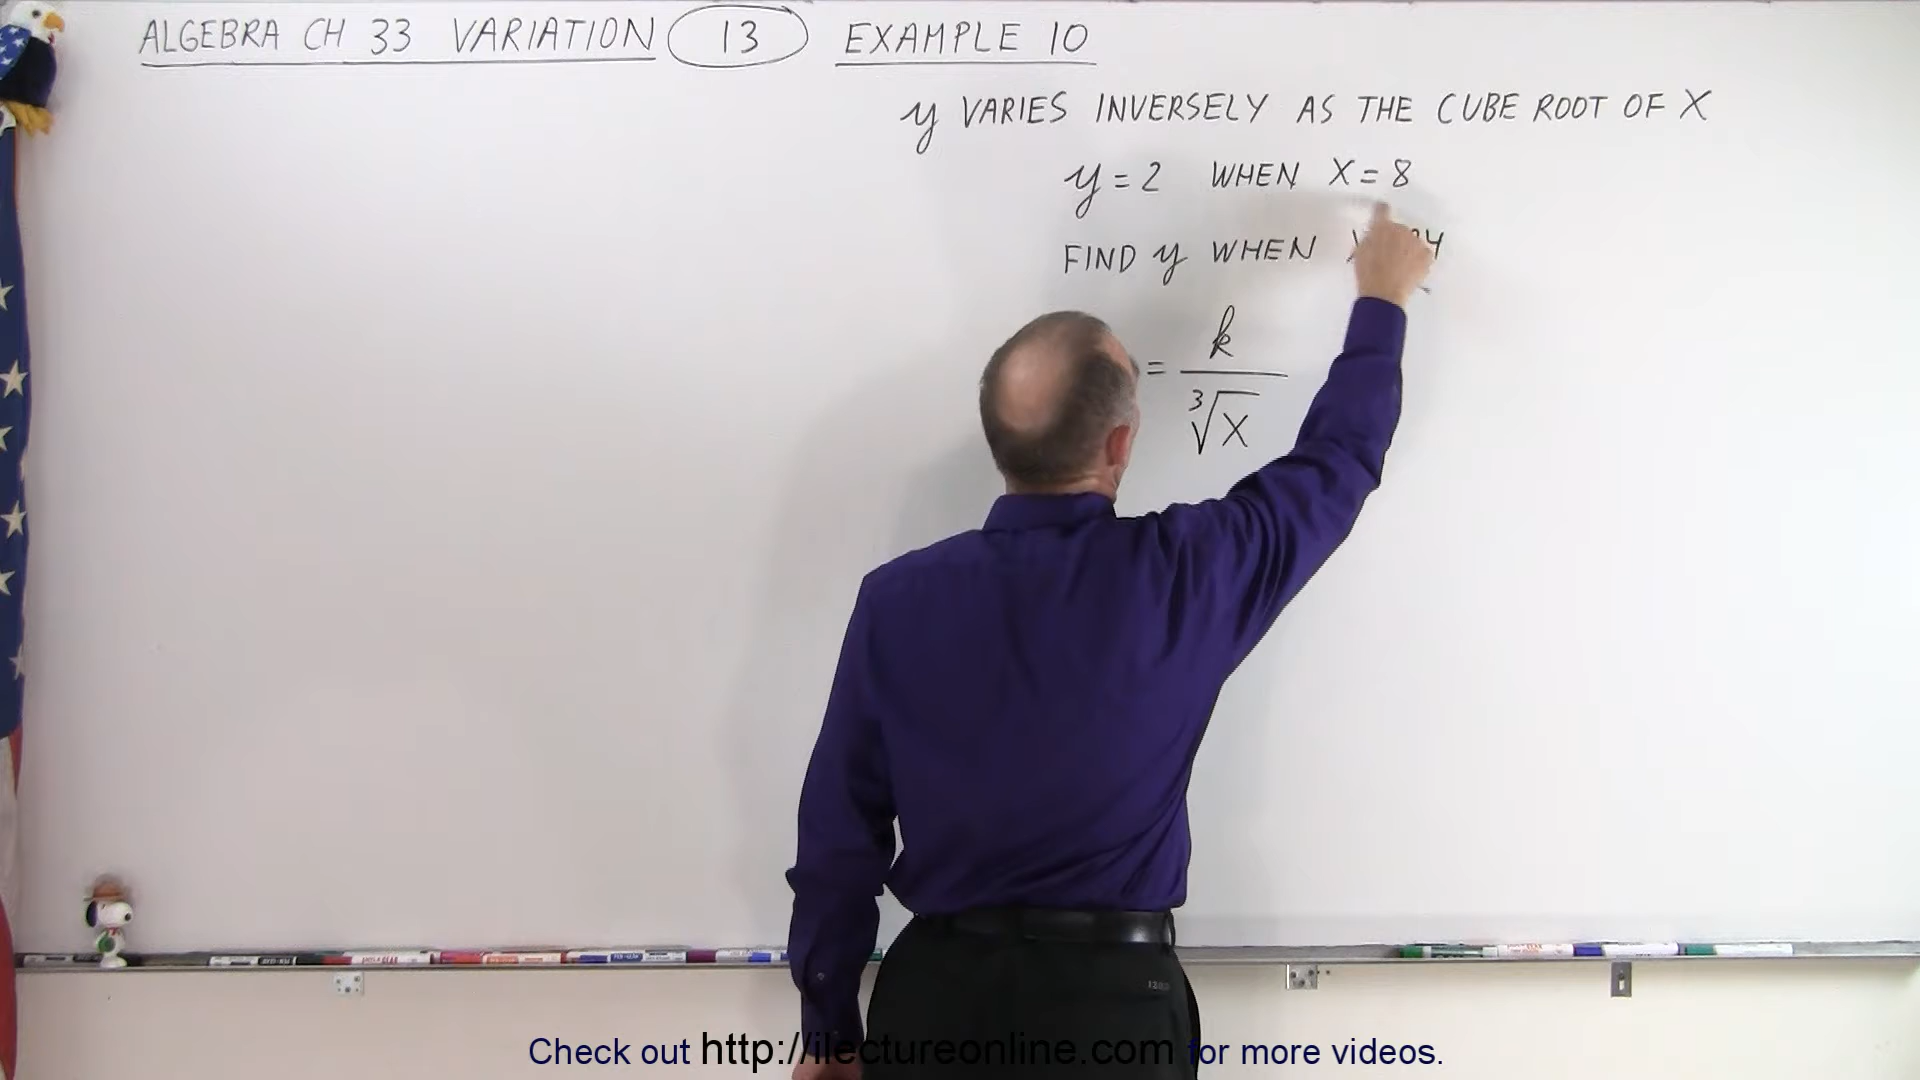 ALGEBRA CH 33 VARIATION 13 EXAMPLE 10
y VARIES INVERSELY AS THE CUBE ROOT OF X
y = 2 WHEN X = 8
FIND y WHEN
= k / ∛X
Check out http://ilectureonline.com for more videos.